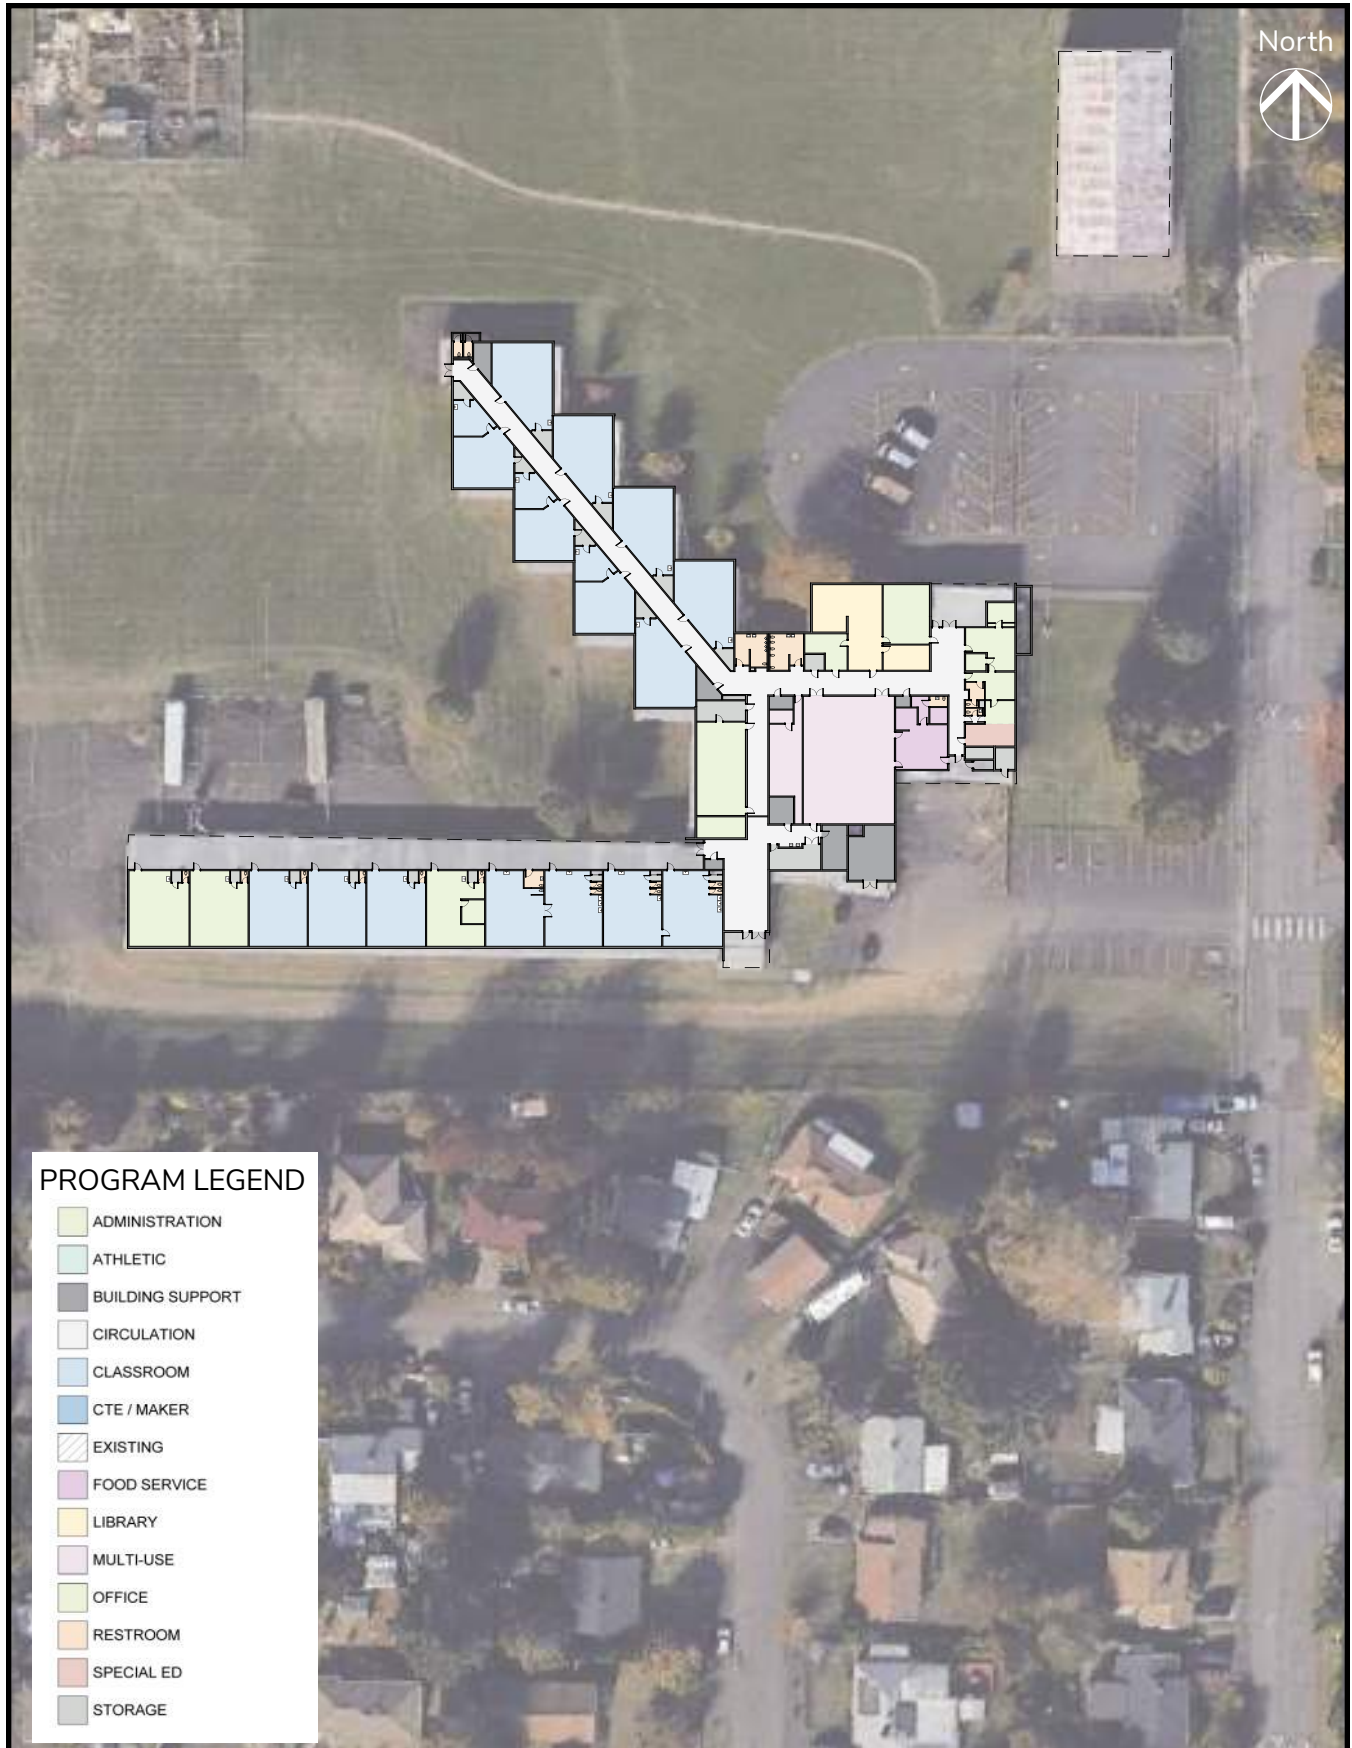 North
PROGRAM LEGEND
ADMINISTRATION
ATHLETIC
BUILDING SUPPORT
CIRCULATION
CLASSROOM
CTE / MAKER
EXISTING
FOOD SERVICE
LIBRARY
MULTI-USE
OFFICE
RESTROOM
SPECIAL ED
STORAGE